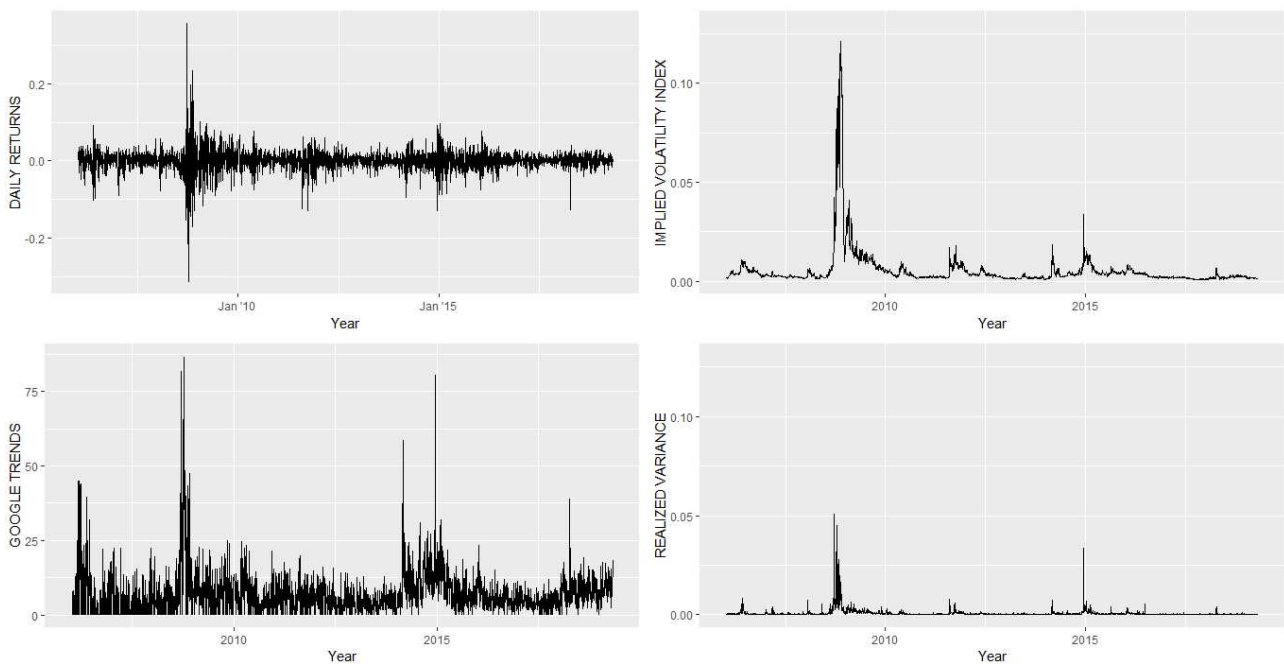 DAILY RETURNS
0.2
0.0
-0.2
Jan '10
Jan '15
Year
IMPLIED VOLATILITY INDEX
0.10
0.05
0.00
2010
2015
Year
GOOGLE TRENDS
75
50
25
0
2010
2015
Year
REALIZED VARIANCE
0.10
0.05
0.00
2010
2015
Year